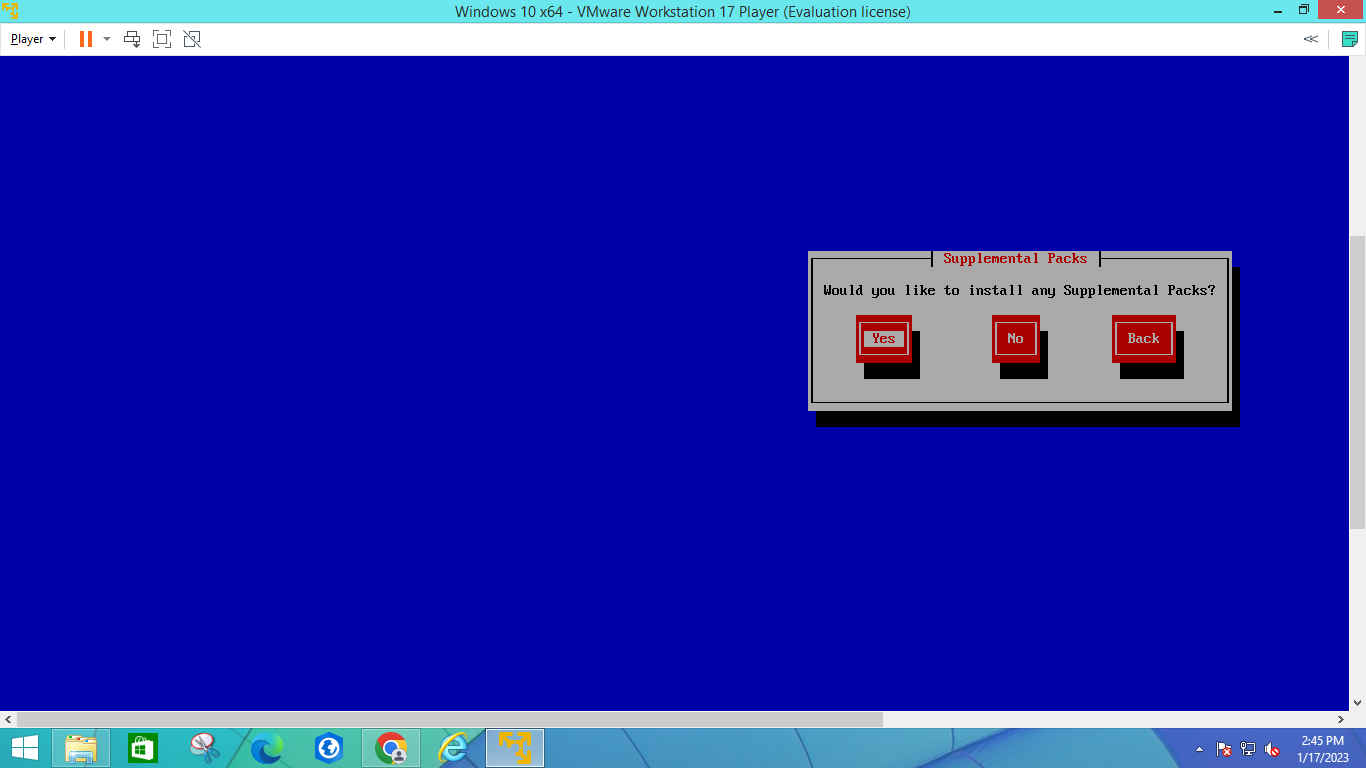 Windows 10 x64 - VMware Workstation 17 Player (Evaluation license)
Player
Supplemental Packs
Would you like to install any Supplemental Packs?
Yes No Back
2:45 PM
1/17/2023